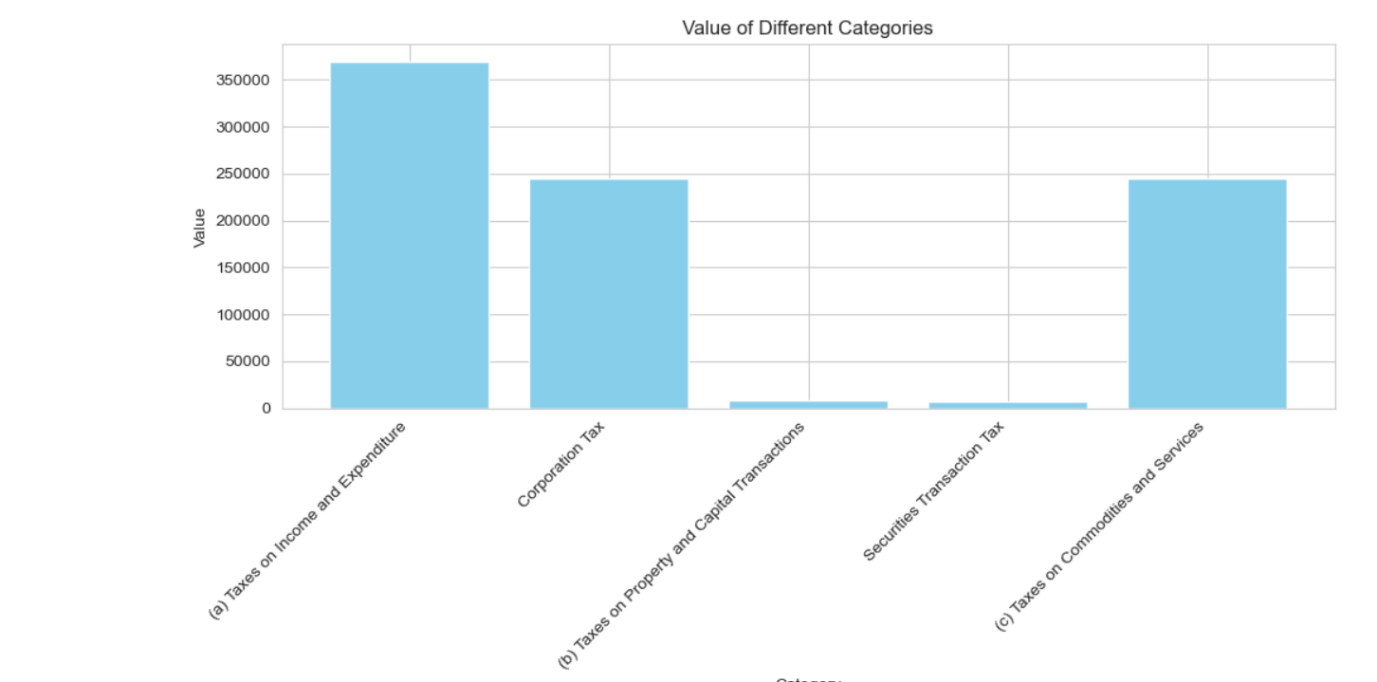 Value of Different Categories
Value
350000
300000
250000
200000
150000
100000
50000
0
(a) Taxes on Income and Expenditure
Corporation Tax
(b) Taxes on Property and Capital Transactions
Securities Transaction Tax
(c) Taxes on Commodities and Services
Category